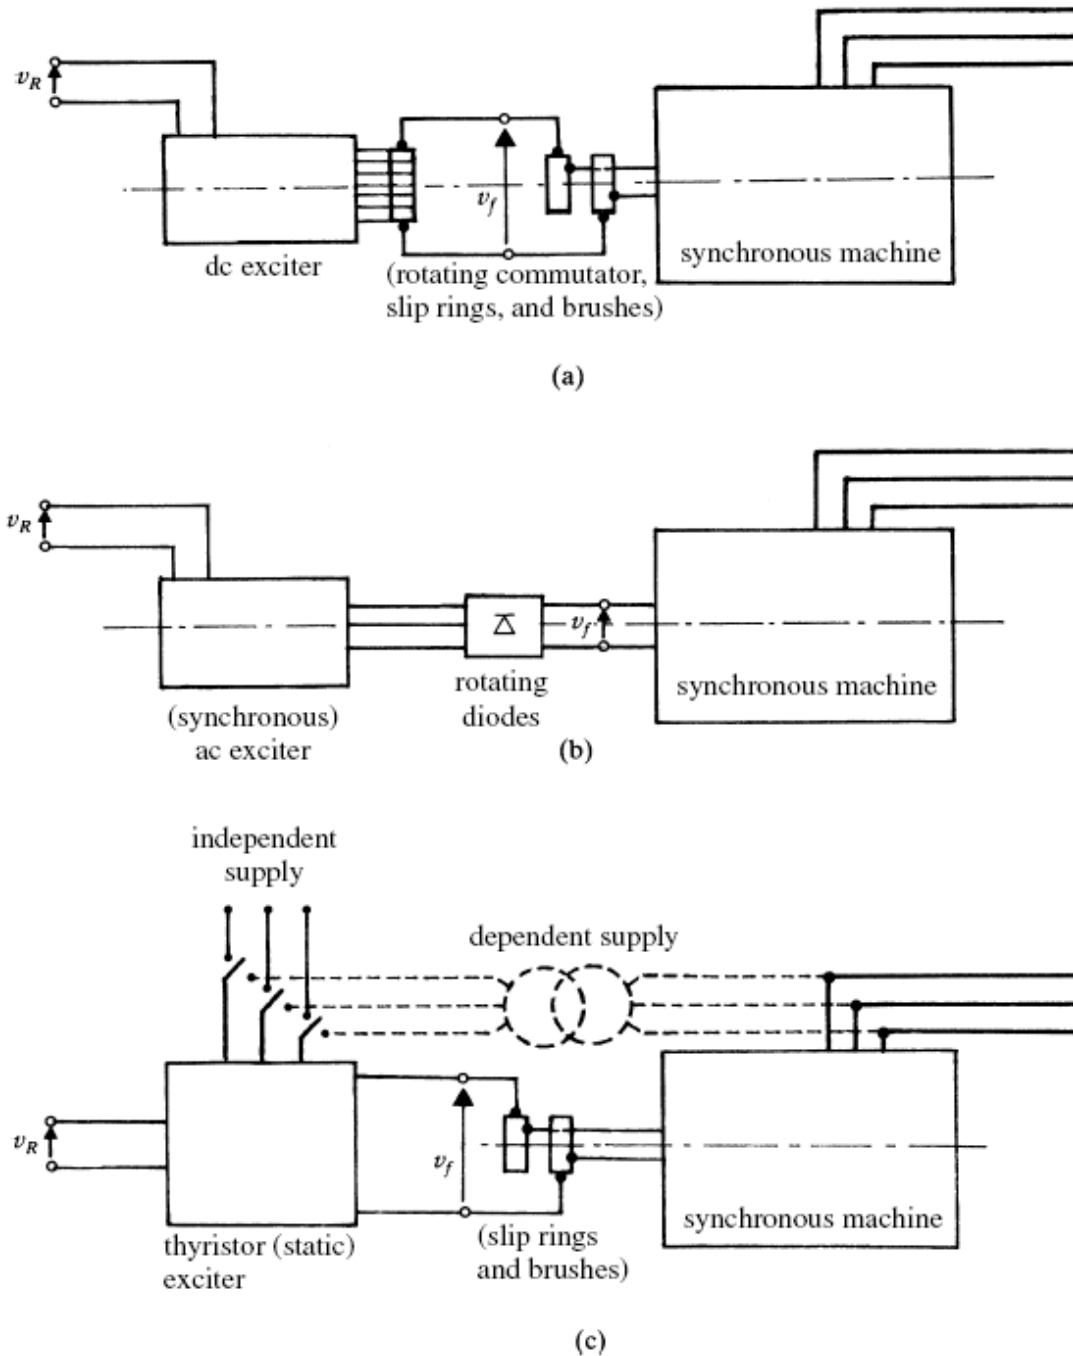 v_R
dc exciter
v_f
(rotating commutator,
slip rings, and brushes)
synchronous machine
(a)
v_R
(synchronous)
ac exciter
rotating
diodes
v_f
synchronous machine
(b)
independent
supply
dependent supply
v_R
thyristor (static)
exciter
v_f
(slip rings
and brushes)
synchronous machine
(c)